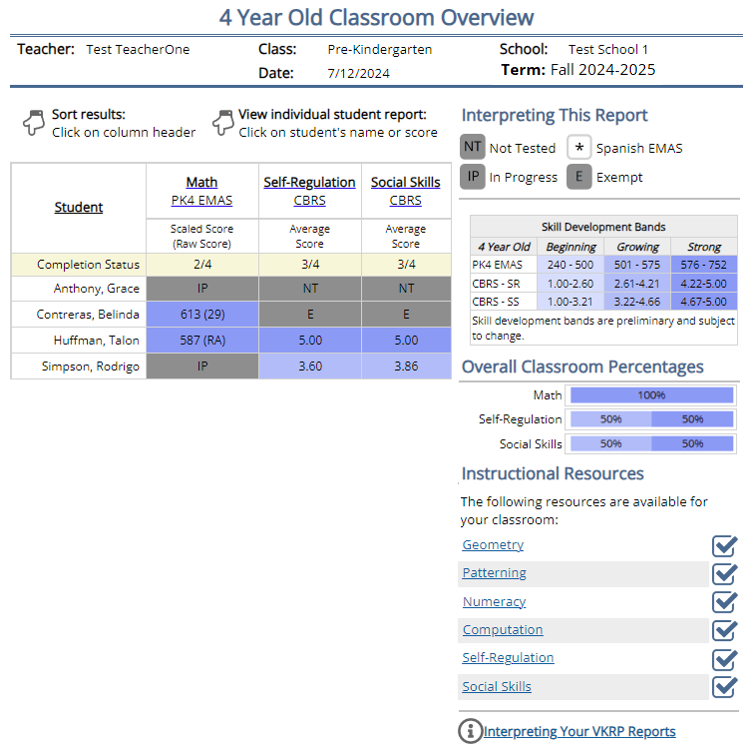 4 Year Old Classroom Overview
Teacher: Test TeacherOne Class: Pre-Kindergarten School: Test School 1
Date: 7/12/2024 Term: Fall 2024-2025
Sort results:
Click on column header
View individual student report:
Click on student's name or score
Student Math Self-Regulation Social Skills
PK4 EMAS CBRS CBRS
Scaled Score Average Average
(Raw Score) Score Score
Completion Status 2/4 3/4 3/4
Anthony, Grace IP NT NT
Contreras, Belinda 613 (29) E E
Huffman, Talon 587 (RA) 5.00 5.00
Simpson, Rodrigo IP 3.60 3.86
Interpreting This Report
NT Not Tested * Spanish EMAS
IP In Progress E Exempt
Skill Development Bands
4 Year Old Beginning Growing Strong
PK4 EMAS 240 - 500 501 - 575 576 - 752
CBRS - SR 1.00-2.60 2.61-4.21 4.22-5.00
CBRS - SS 1.00-3.21 3.22-4.66 4.67-5.00
Skill development bands are preliminary and subject
to change.
Overall Classroom Percentages
Math 100%
Self-Regulation 50% 50%
Social Skills 50% 50%
Instructional Resources
The following resources are available for
your classroom:
Geometry
Patterning
Numeracy
Computation
Self-Regulation
Social Skills
Interpreting Your VKRP Reports